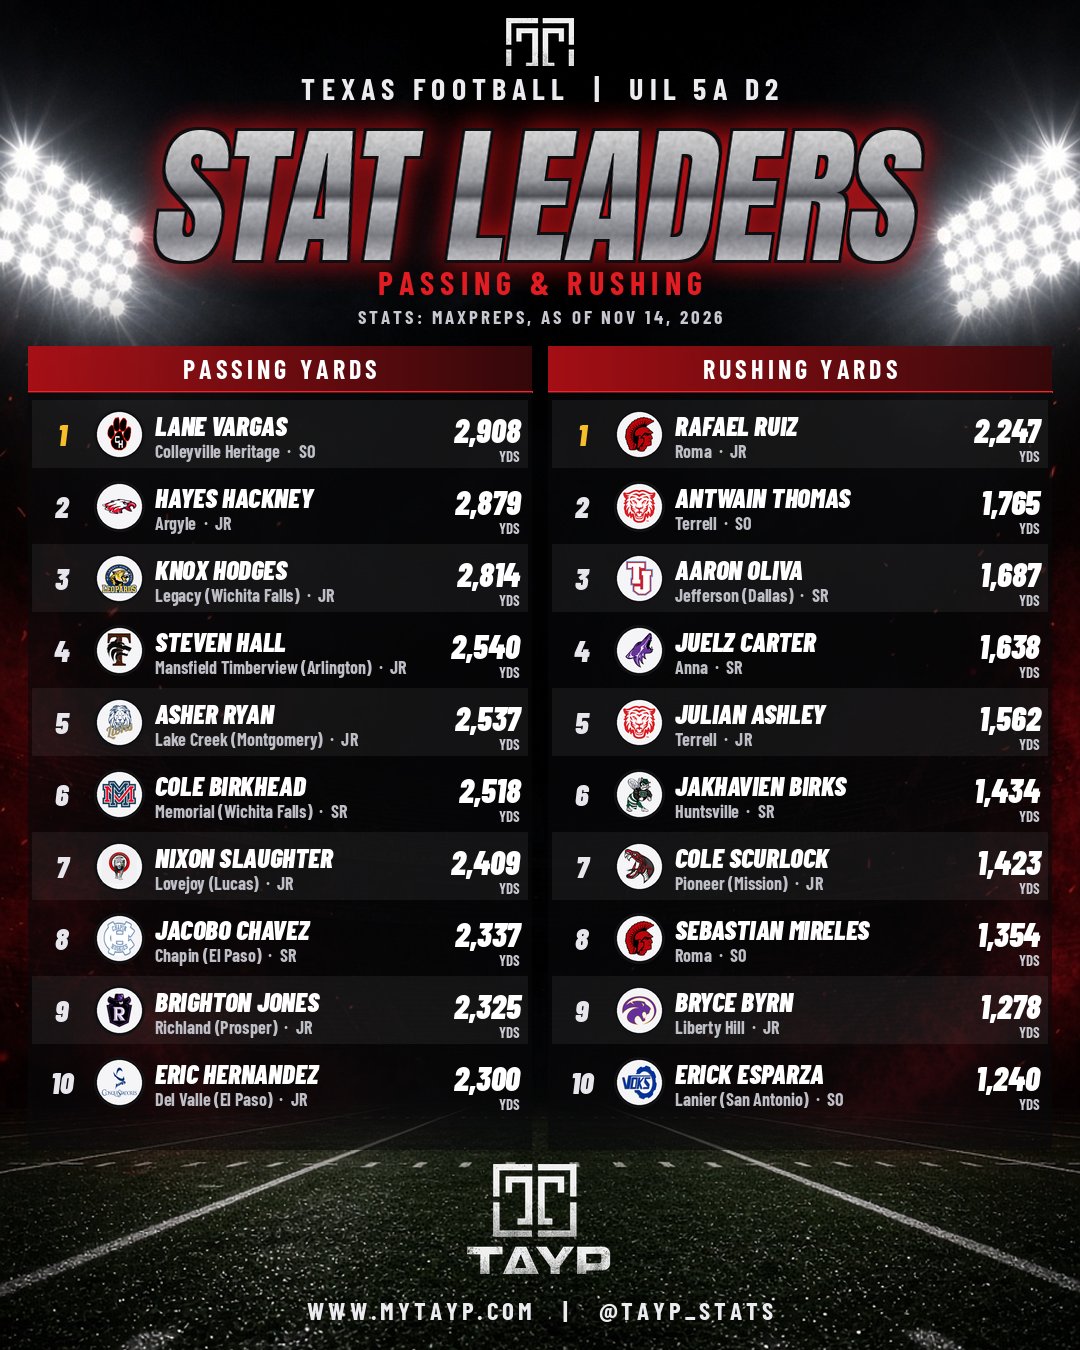 TEXAS FOOTBALL | UIL 5A D2
STAT LEADERS
PASSING & RUSHING
STATS: MAXPREPS, AS OF NOV 14, 2026
PASSING YARDS
1 LANE VARGAS 2,908
Colleyville Heritage · SO YDS
2 HAYES HACKNEY 2,879
Argyle · JR YDS
3 KNOX HODGES 2,814
Legacy (Wichita Falls) · JR YDS
4 STEVEN HALL 2,540
Mansfield Timberview (Arlington) · JR YDS
5 ASHER RYAN 2,537
Lake Creek (Montgomery) · JR YDS
6 COLE BIRKHEAD 2,518
Memorial (Wichita Falls) · SR YDS
7 NIXON SLAUGHTER 2,409
Lovejoy (Lucas) · JR YDS
8 JACOBO CHAVEZ 2,337
Chapin (El Paso) · SR YDS
9 BRIGHTON JONES 2,325
Richland (Prosper) · JR YDS
10 ERIC HERNANDEZ 2,300
Del Valle (El Paso) · JR YDS
RUSHING YARDS
1 RAFAEL RUIZ 2,247
Roma · JR YDS
2 ANTWAIN THOMAS 1,765
Terrell · SO YDS
3 AARON OLIVA 1,687
Jefferson (Dallas) · SR YDS
4 JUELZ CARTER 1,638
Anna · SR YDS
5 JULIAN ASHLEY 1,562
Terrell · JR YDS
6 JAKHAVIEN BIRKS 1,434
Huntsville · SR YDS
7 COLE SCURLOCK 1,423
Pioneer (Mission) · JR YDS
8 SEBASTIAN MIRELES 1,354
Roma · SO YDS
9 BRYCE BYRN 1,278
Liberty Hill · JR YDS
10 ERICK ESPARZA 1,240
Lanier (San Antonio) · SO YDS
TAYP
WWW.MYTAYP.COM | @TAYP_STATS